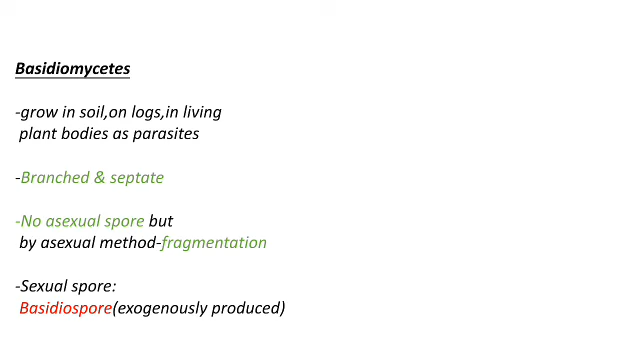 Basidiomycetes
-grow in soil,on logs,in living
plant bodies as parasites
-Branched & septate
-No asexual spore but
by asexual method-fragmentation
-Sexual spore:
Basidiospore(exogenously produced)